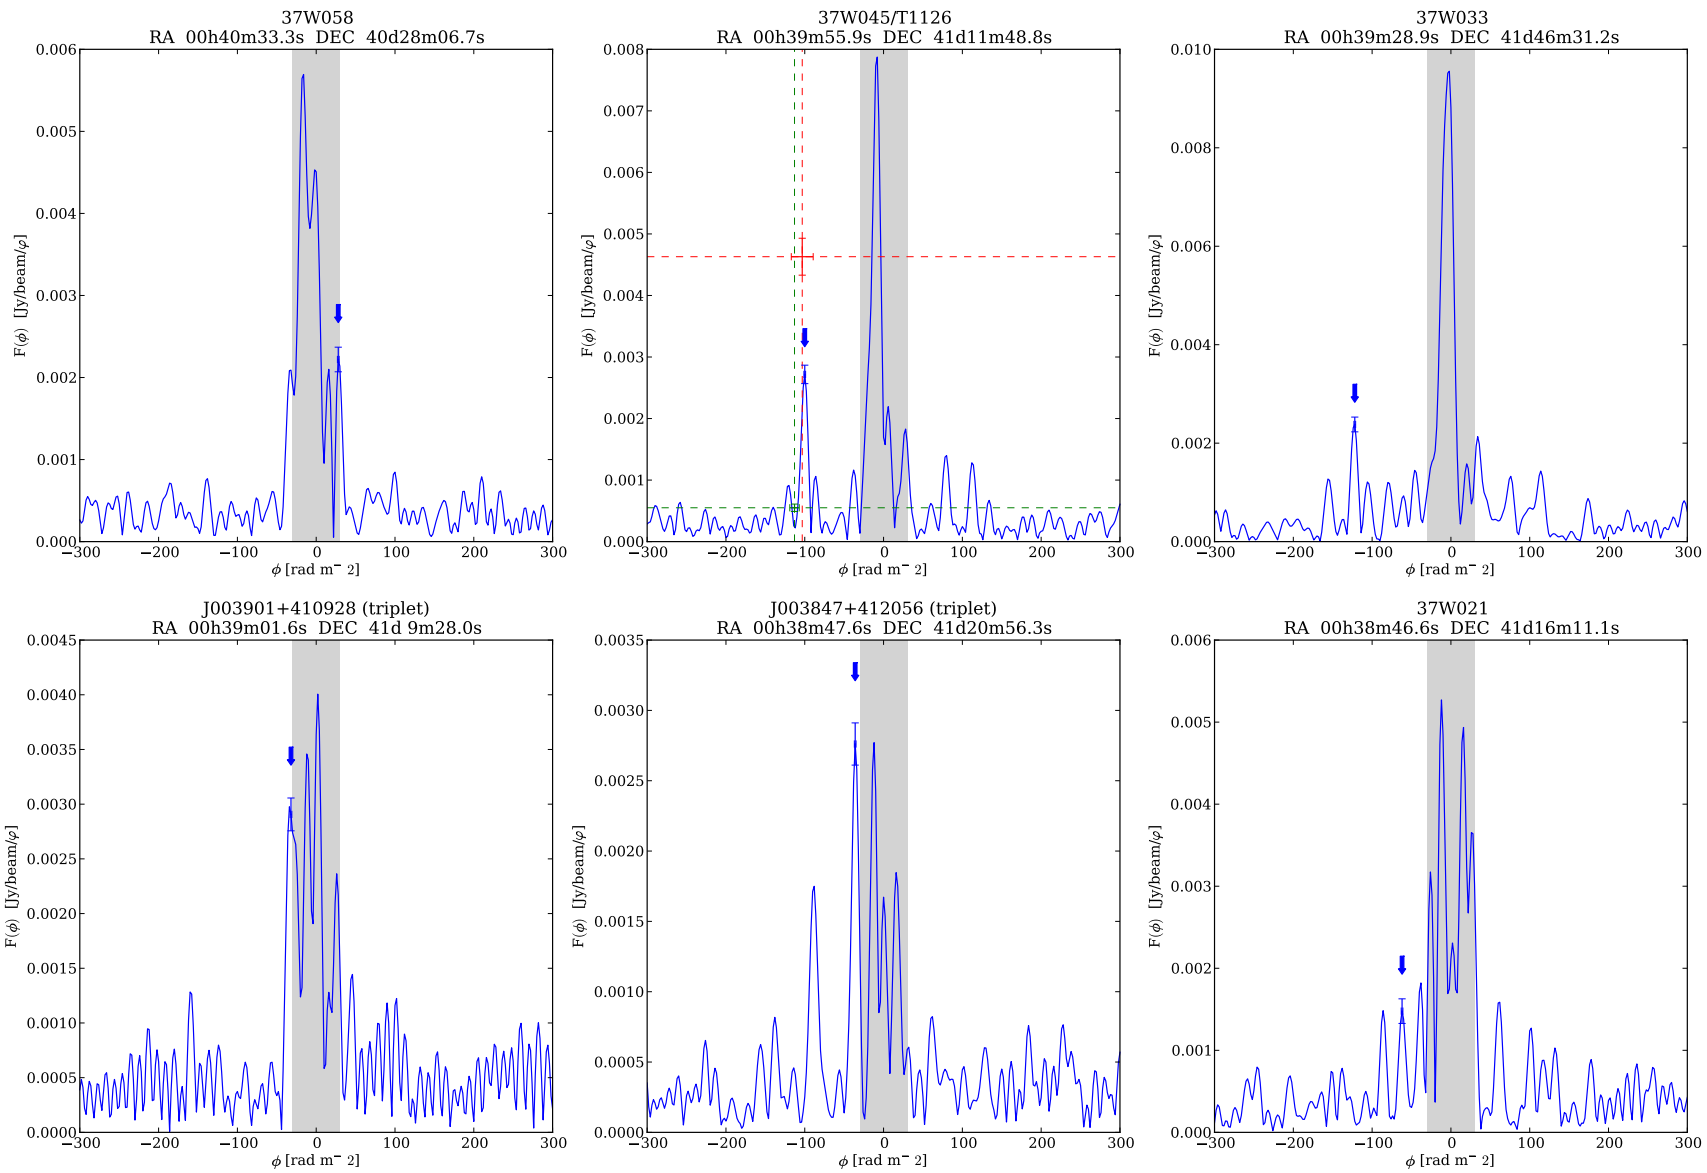 37W058
RA 00h40m33.3s DEC 40d28m06.7s
0.006
0.005
0.004
0.003
0.002
0.001
0.000
F(ϕ) [Jy/beam/φ]
−300 −200 −100 0 100 200 300
ϕ [rad m− 2]
37W045/T1126
RA 00h39m55.9s DEC 41d11m48.8s
0.008
0.007
0.006
0.005
0.004
0.003
0.002
0.001
0.000
F(ϕ) [Jy/beam/φ]
−300 −200 −100 0 100 200 300
ϕ [rad m− 2]
37W033
RA 00h39m28.9s DEC 41d46m31.2s
0.010
0.008
0.006
0.004
0.002
0.000
F(ϕ) [Jy/beam/φ]
−300 −200 −100 0 100 200 300
ϕ [rad m− 2]
J003901+410928 (triplet)
RA 00h39m01.6s DEC 41d 9m28.0s
0.0045
0.0040
0.0035
0.0030
0.0025
0.0020
0.0015
0.0010
0.0005
0.0000
F(ϕ) [Jy/beam/φ]
−300 −200 −100 0 100 200 300
ϕ [rad m− 2]
J003847+412056 (triplet)
RA 00h38m47.6s DEC 41d20m56.3s
0.0035
0.0030
0.0025
0.0020
0.0015
0.0010
0.0005
0.0000
F(ϕ) [Jy/beam/φ]
−300 −200 −100 0 100 200 300
ϕ [rad m− 2]
37W021
RA 00h38m46.6s DEC 41d16m11.1s
0.006
0.005
0.004
0.003
0.002
0.001
0.000
F(ϕ) [Jy/beam/φ]
−300 −200 −100 0 100 200 300
ϕ [rad m− 2]